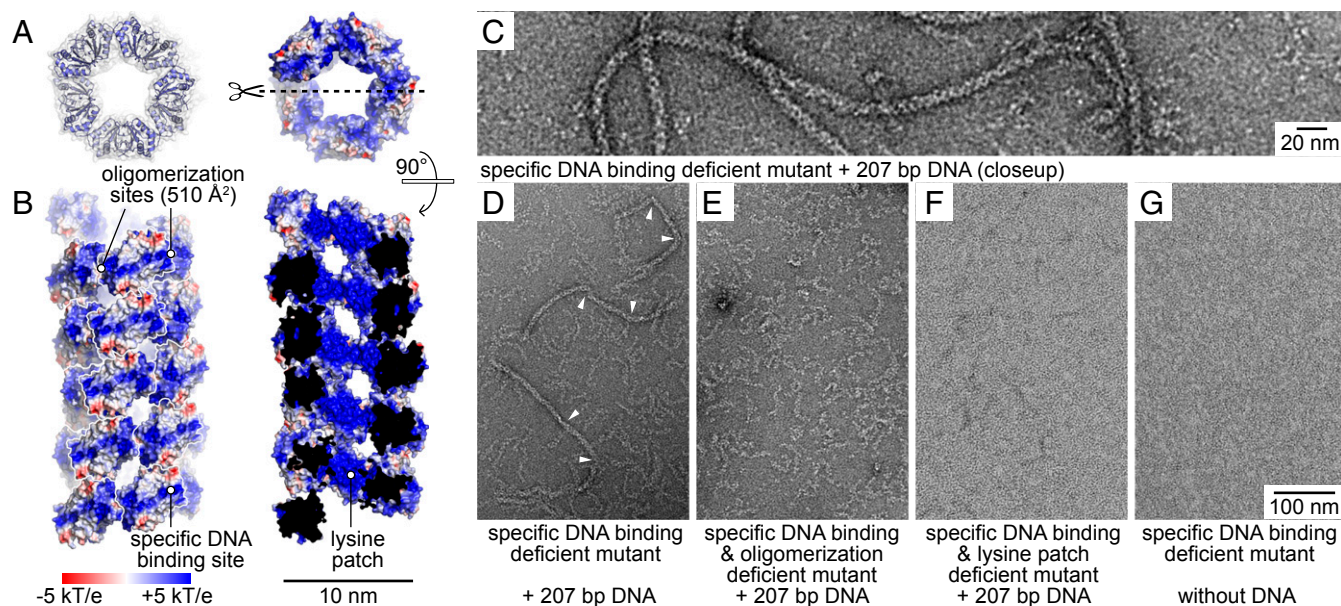 A
90°
oligomerization
sites (510 Å²)
B
specific DNA
binding site
lysine
patch
-5 kT/e
+5 kT/e
10 nm
C
20 nm
specific DNA binding deficient mutant + 207 bp DNA (closeup)
D
specific DNA binding
deficient mutant
+ 207 bp DNA
E
specific DNA binding
& oligomerization
deficient mutant
+ 207 bp DNA
F
specific DNA binding
& lysine patch
deficient mutant
+ 207 bp DNA
G
100 nm
specific DNA binding
deficient mutant
without DNA